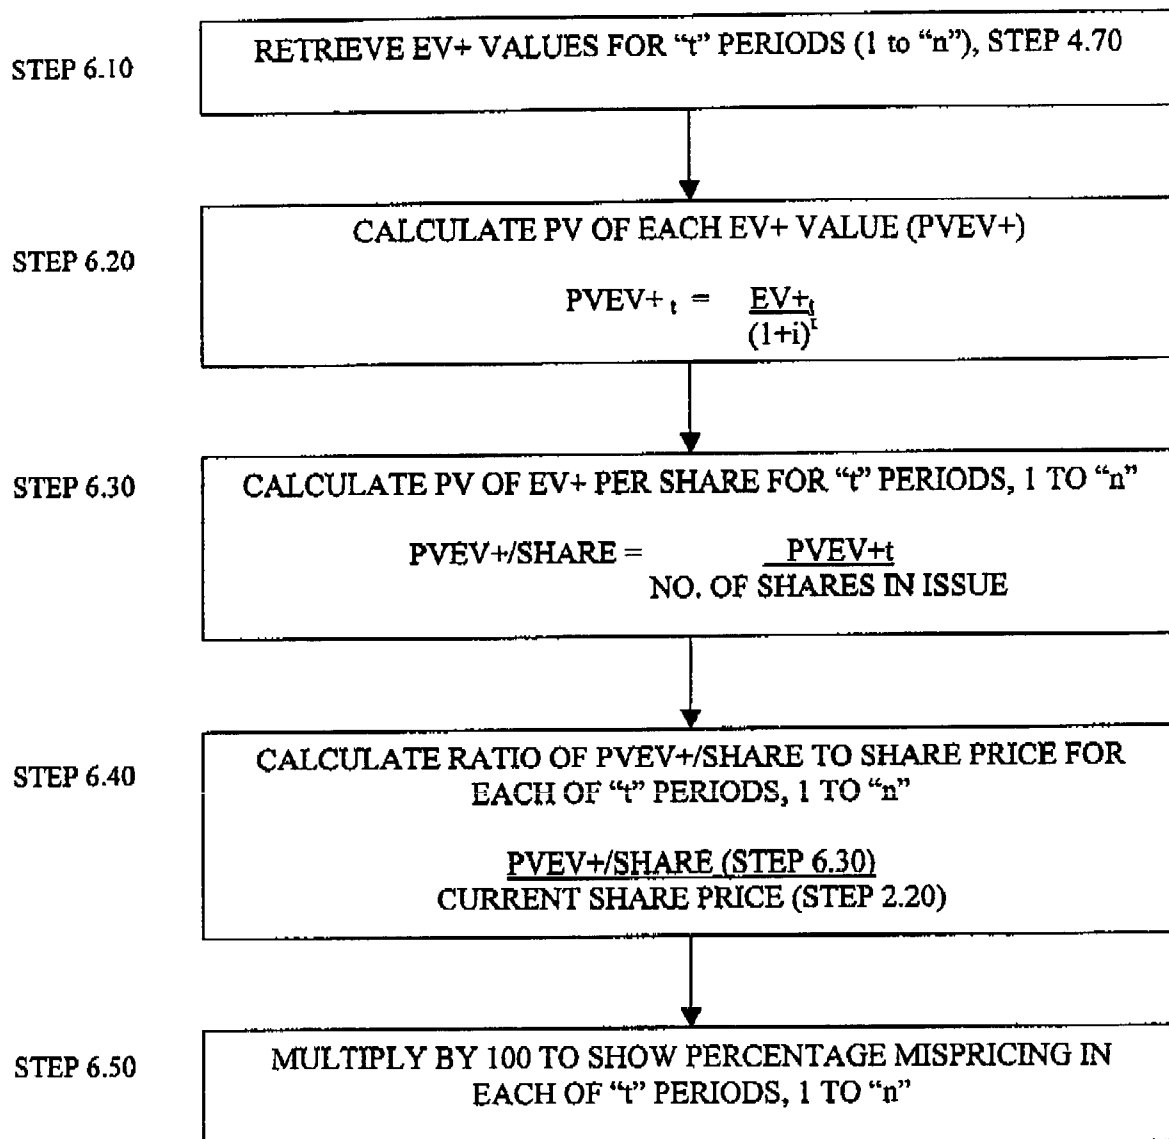 STEP 6.10
RETRIEVE EV+ VALUES FOR “t” PERIODS (1 to “n”), STEP 4.70
STEP 6.20
CALCULATE PV OF EACH EV+ VALUE (PVEV+)
PVEV+ t = EV+t
(1+i)t
STEP 6.30
CALCULATE PV OF EV+ PER SHARE FOR “t” PERIODS, 1 TO “n”
PVEV+/SHARE = PVEV+t
NO. OF SHARES IN ISSUE
STEP 6.40
CALCULATE RATIO OF PVEV+/SHARE TO SHARE PRICE FOR
EACH OF “t” PERIODS, 1 TO “n”
PVEV+/SHARE (STEP 6.30)
CURRENT SHARE PRICE (STEP 2.20)
STEP 6.50
MULTIPLY BY 100 TO SHOW PERCENTAGE MISPRICING IN
EACH OF “t” PERIODS, 1 TO “n”